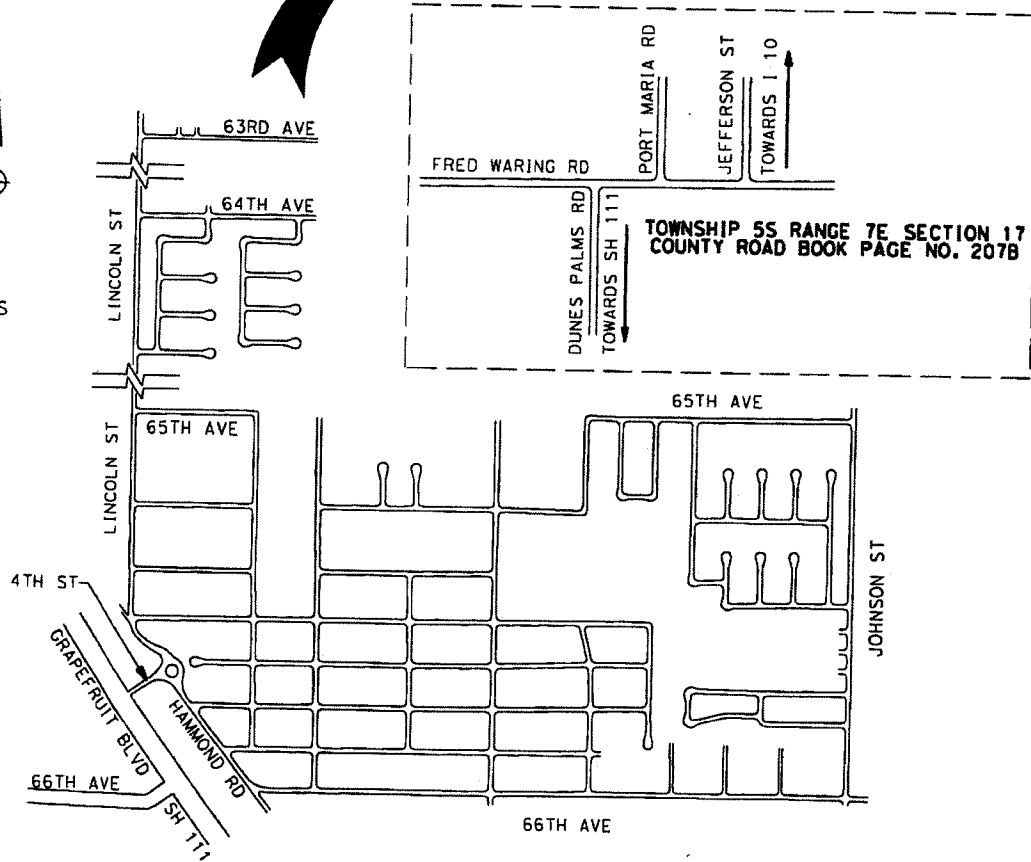 63RD AVE
64TH AVE
LINCOLN ST
S
PORT MARIA RD
JEFFERSON ST
TOWARDS I-10
FRED WARING RD
DUNES PALMS RD
TOWARDS SH 111
TOWNSHIP 5S RANGE 7E SECTION 17
COUNTY ROAD BOOK PAGE NO. 207B
65TH AVE
65TH AVE
LINCOLN ST
4TH ST
GRAPEFRUIT BLVD
HAMMOND RD
JOHNSON ST
66TH AVE
SH 111
66TH AVE